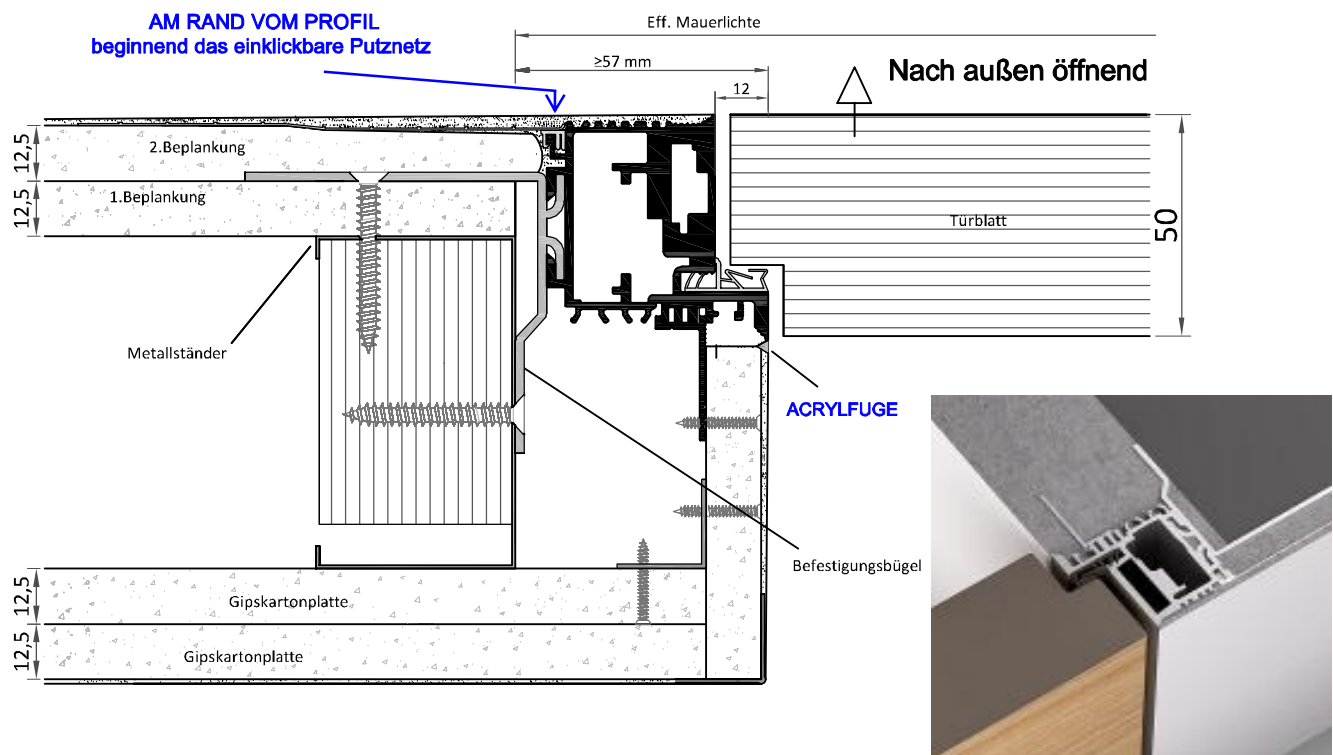 AM RAND VOM PROFIL
beginnend das einklickbare Putznetz
Eff. Mauerlichte
≥57 mm
12
Nach außen öffnend
12,5
2.Beplankung
12,5
1.Beplankung
Türblatt
50
Metallständer
ACRYLFUGE
Befestigungsbügel
12,5
Gipskartonplatte
12,5
Gipskartonplatte